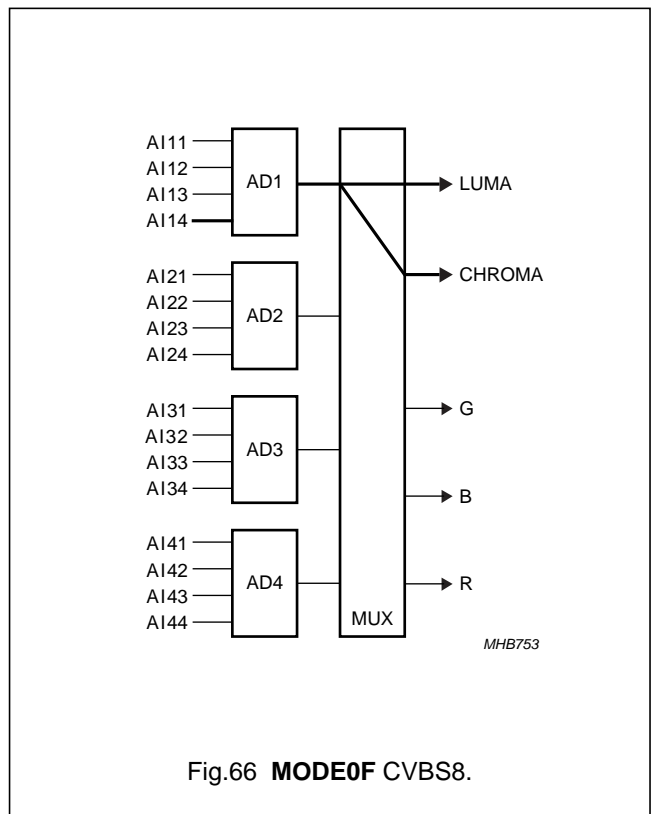 AI11
AI12
AD1
LUMA
AI13
AI14
CHROMA
AI21
AI22
AD2
AI23
AI24
G
AI31
AI32
AD3
AI33
AI34
B
AI41
AI42
AD4
R
AI43
AI44
MUX
MHB753
Fig.66 MODE0F CVBS8.